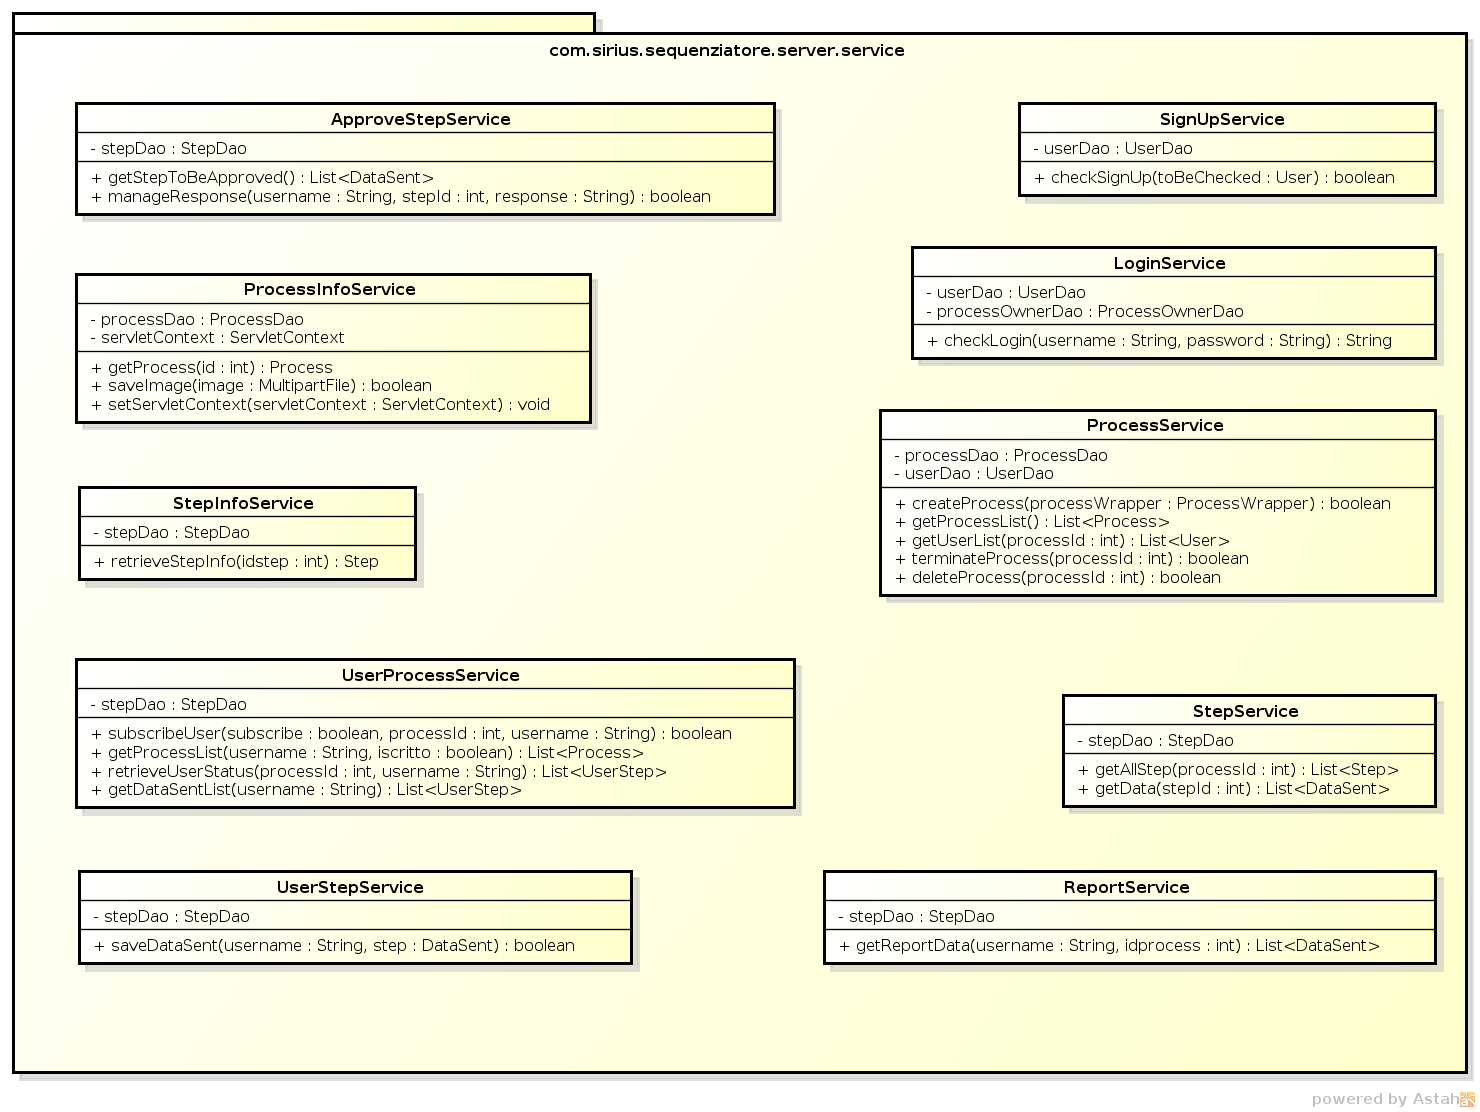 com.sirius.sequenziatore.server.service
ApproveStepService
- stepDao : StepDao
+ getStepToBeApproved() : List<DataSent>
+ manageResponse(username : String, stepId : int, response : String) : boolean
SignUpService
- userDao : UserDao
+ checkSignUp(toBeChecked : User) : boolean
ProcessInfoService
- processDao : ProcessDao
- servletContext : ServletContext
+ getProcess(id : int) : Process
+ saveImage(image : MultipartFile) : boolean
+ setServletContext(servletContext : ServletContext) : void
LoginService
- userDao : UserDao
- processOwnerDao : ProcessOwnerDao
+ checkLogin(username : String, password : String) : String
StepInfoService
- stepDao : StepDao
+ retrieveStepInfo(idstep : int) : Step
ProcessService
- processDao : ProcessDao
- userDao : UserDao
+ createProcess(processWrapper : ProcessWrapper) : boolean
+ getProcessList() : List<Process>
+ getUserList(processId : int) : List<User>
+ terminateProcess(processId : int) : boolean
+ deleteProcess(processId : int) : boolean
UserProcessService
- stepDao : StepDao
+ subscribeUser(subscribe : boolean, processId : int, username : String) : boolean
+ getProcessList(username : String, iscritto : boolean) : List<Process>
+ retrieveUserStatus(processId : int, username : String) : List<UserStep>
+ getDataSentList(username : String) : List<UserStep>
StepService
- stepDao : StepDao
+ getAllStep(processId : int) : List<Step>
+ getData(stepId : int) : List<DataSent>
UserStepService
- stepDao : StepDao
+ saveDataSent(username : String, step : DataSent) : boolean
ReportService
- stepDao : StepDao
+ getReportData(username : String, idprocess : int) : List<DataSent>
powered by Astah